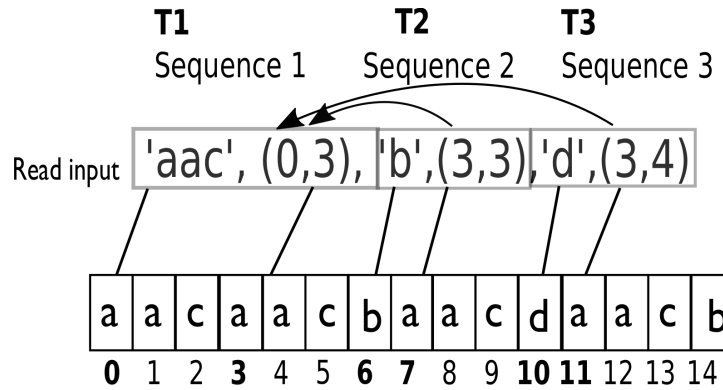 T1 T2 T3
Sequence 1 Sequence 2 Sequence 3
Read input 'aac', (0,3), 'b',(3,3),'d',(3,4)
a a c a a c b a a c d a a c b
0 1 2 3 4 5 6 7 8 9 10 11 12 13 14